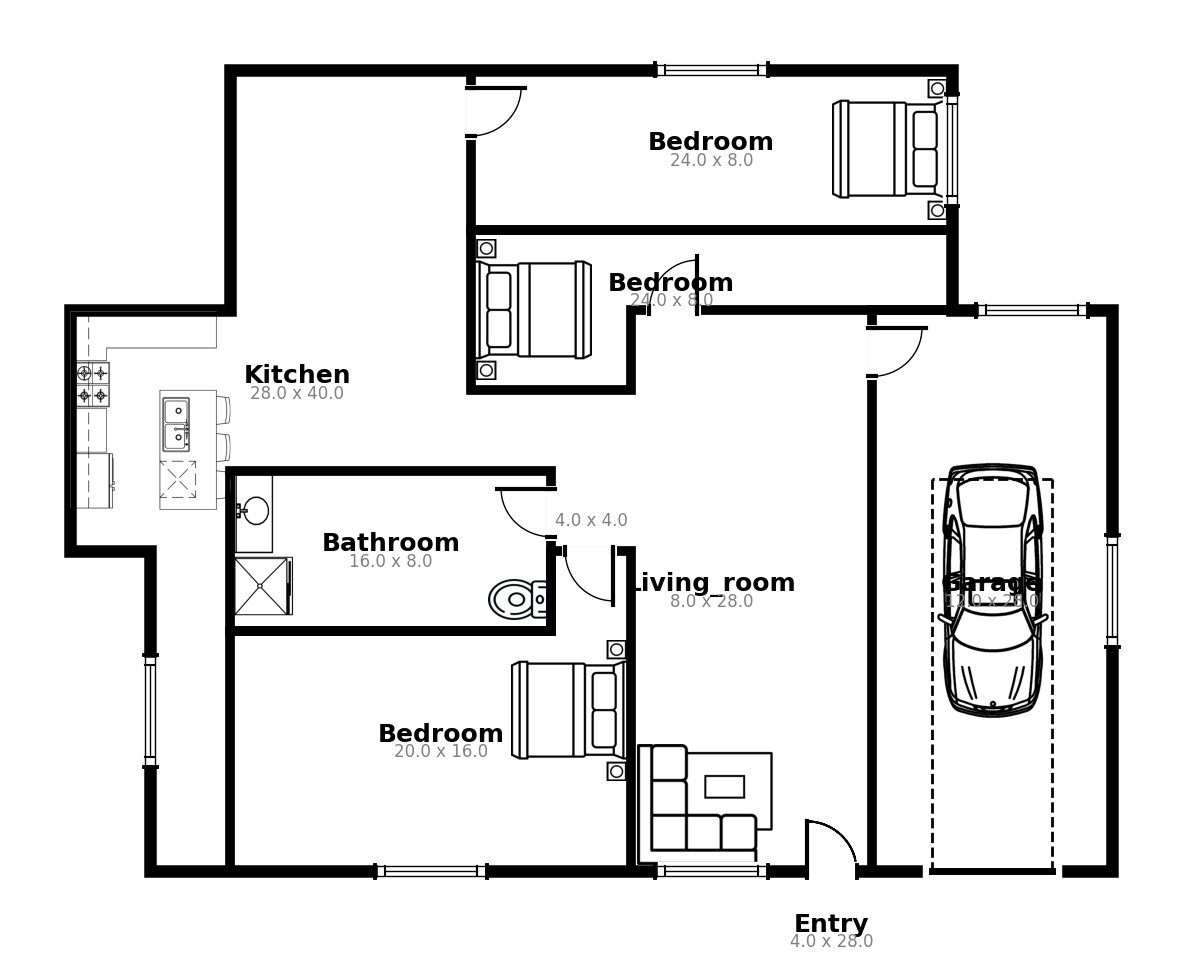 Bedroom
24.0 x 8.0
Bedroom
24.0 x 8.0
Kitchen
28.0 x 40.0
4.0 x 4.0
Bathroom
16.0 x 8.0
Living_room
8.0 x 28.0
Garage
12.0 x 28.0
Bedroom
20.0 x 16.0
Entry
4.0 x 28.0